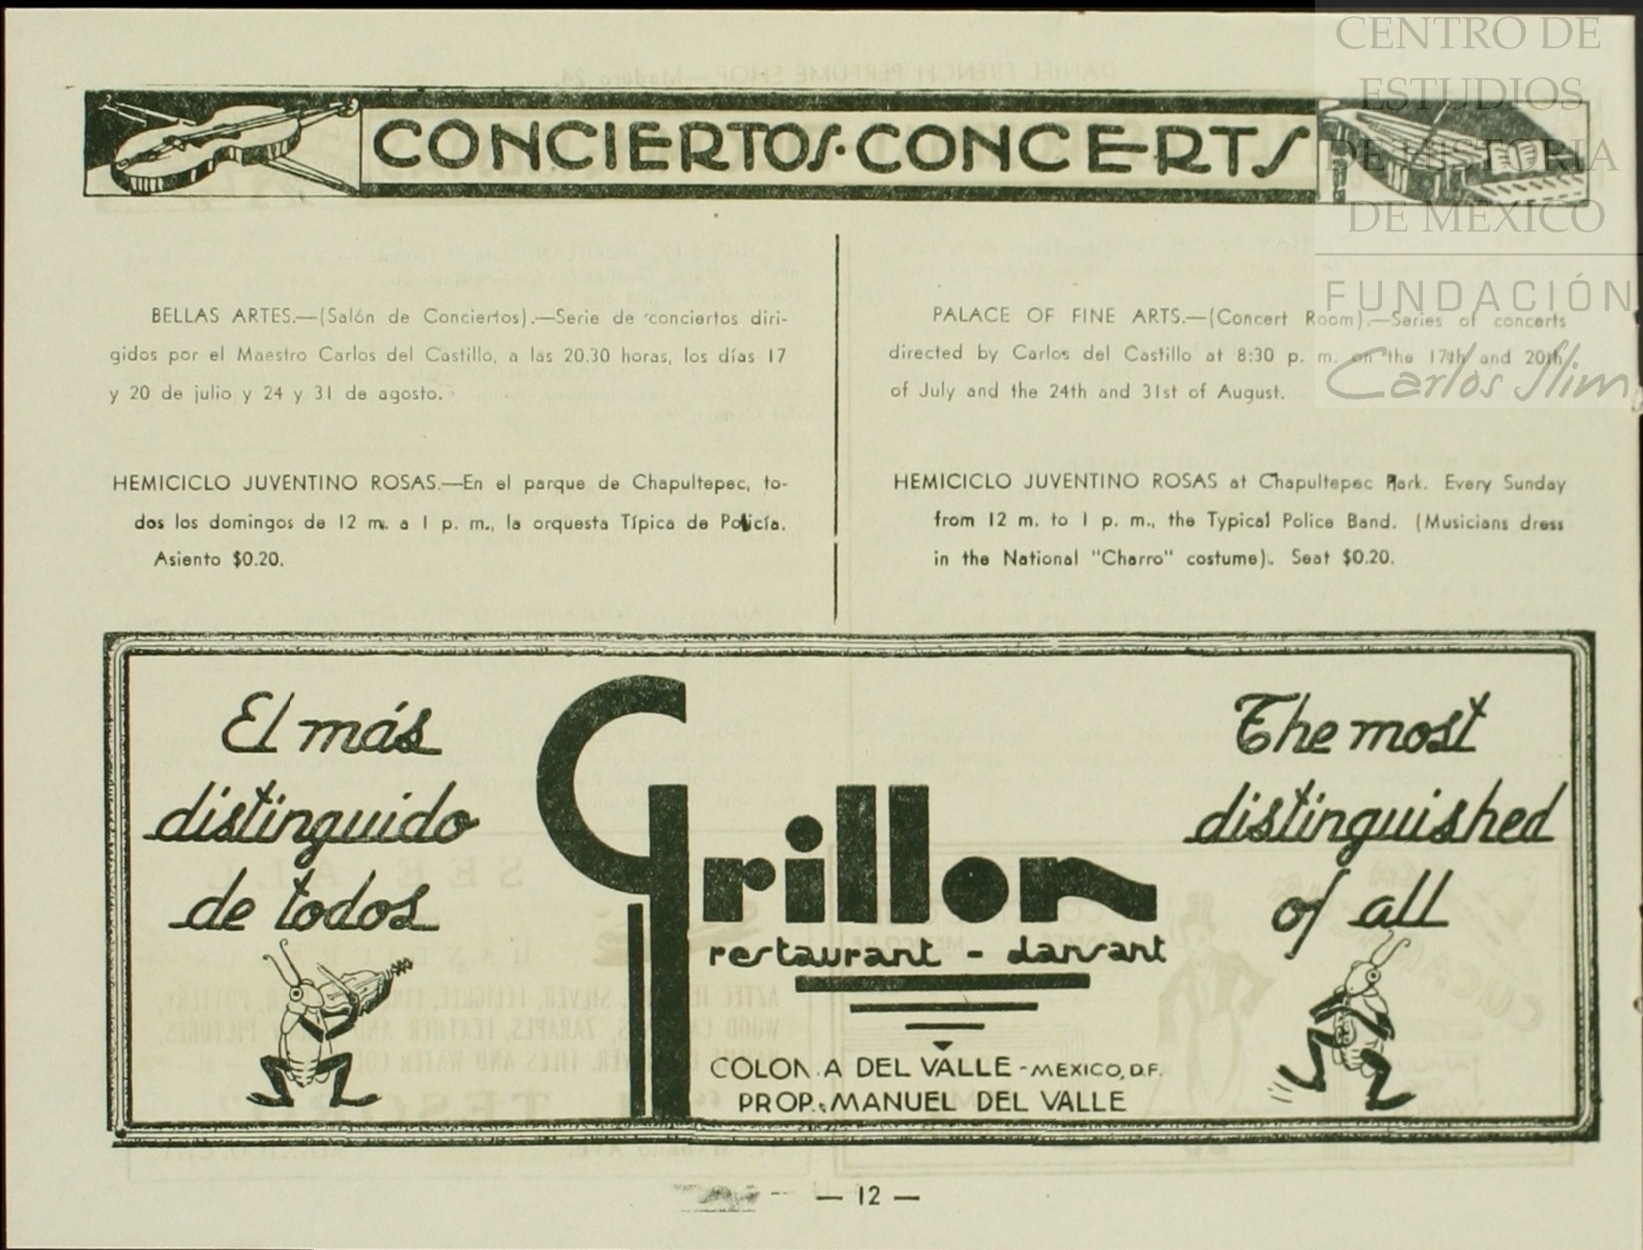 CENTRO DE
ESTUDIOS
DE HISTORIA
DE MÉXICO
FUNDACIÓN
Carlos Slim
CONCIERTOS·CONCERTS
BELLAS ARTES.—(Salón de Conciertos).—Serie de conciertos diri-
gidos por el Maestro Carlos del Castillo, a las 20.30 horas, los días 17
y 20 de julio y 24 y 31 de agosto.
HEMICICLO JUVENTINO ROSAS.—En el parque de Chapultepec, to-
dos los domingos de 12 m. a 1 p. m., la orquesta Típica de Policía.
Asiento $0.20.
PALACE OF FINE ARTS.—(Concert Room).—Series of concerts
directed by Carlos del Castillo at 8:30 p. m. on the 17th and 20th
of July and the 24th and 31st of August.
HEMICICLO JUVENTINO ROSAS at Chapultepec Park. Every Sunday
from 12 m. to 1 p. m., the Typical Police Band. (Musicians dress
in the National "Charro" costume). Seat $0.20.
El más
distinguido
de todos
Grillon
restaurant - dansant
COLON A DEL VALLE - MEXICO, D.F.
PROP. MANUEL DEL VALLE
The most
distinguished
of all
— 12 —